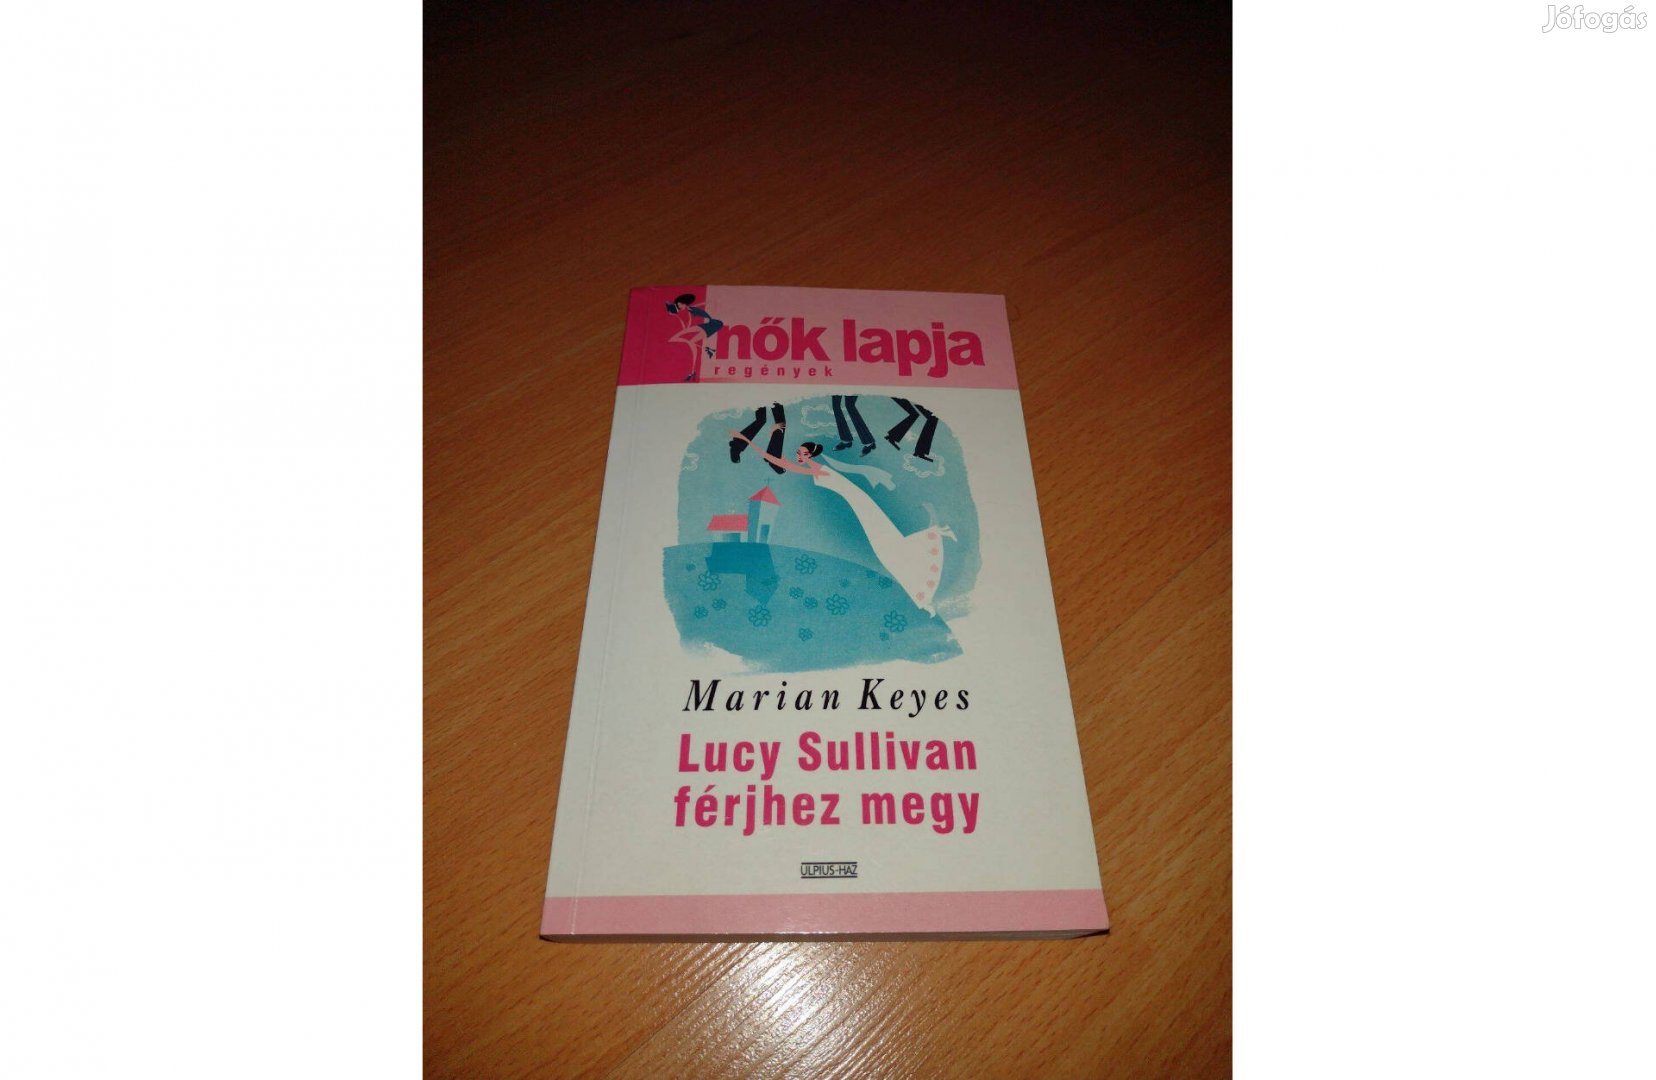 Jófogás
nők lapja
regények
Marian Keyes
Lucy Sullivan
férjhez megy
ULPIUS-HÁZ